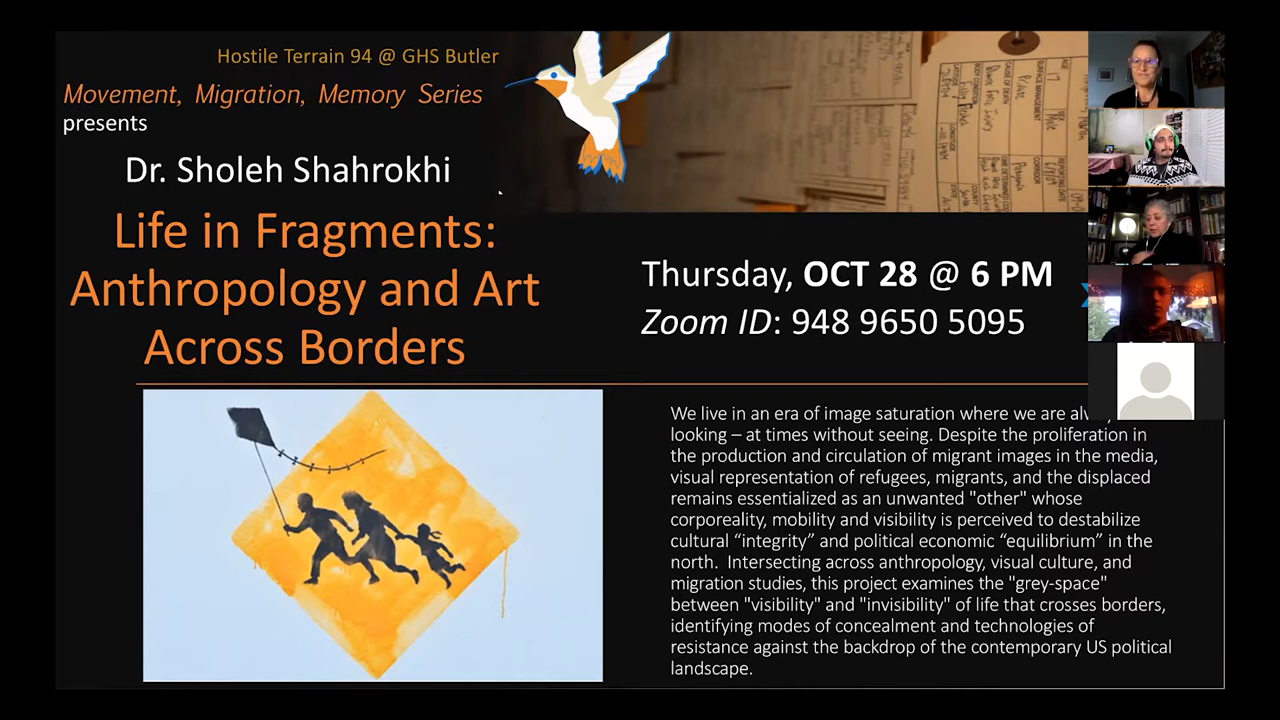 Hostile Terrain 94 @ GHS Butler
Movement, Migration, Memory Series
presents
Dr. Sholeh Shahrokhi
Life in Fragments:
Anthropology and Art
Across Borders
Thursday, OCT 28 @ 6 PM
Zoom ID: 948 9650 5095
We live in an era of image saturation where we are
looking – at times without seeing. Despite the proliferation in
the production and circulation of migrant images in the media,
visual representation of refugees, migrants, and the displaced
remains essentialized as an unwanted "other" whose
corporeality, mobility and visibility is perceived to destabilize
cultural “integrity” and political economic “equilibrium” in the
north. Intersecting across anthropology, visual culture, and
migration studies, this project examines the "grey-space"
between "visibility" and "invisibility" of life that crosses borders,
identifying modes of concealment and technologies of
resistance against the backdrop of the contemporary US political
landscape.